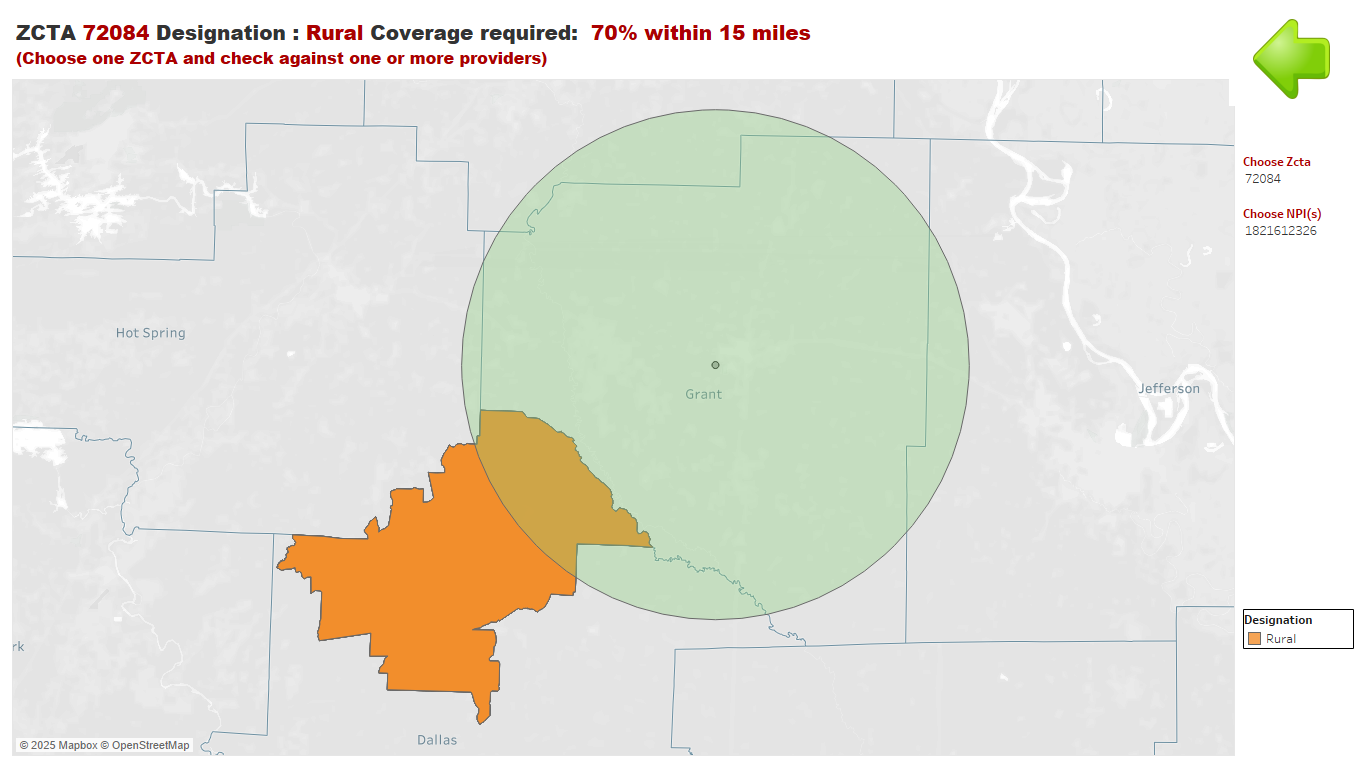 ZCTA 72084 Designation : Rural Coverage required:  70% within 15 miles
(Choose one ZCTA and check against one or more providers)
Choose Zcta
72084
Choose NPI(s)
1821612326
Hot Spring
Jefferson
Grant
Designation
Rural
rk
Dallas
© 2025 Mapbox © OpenStreetMap